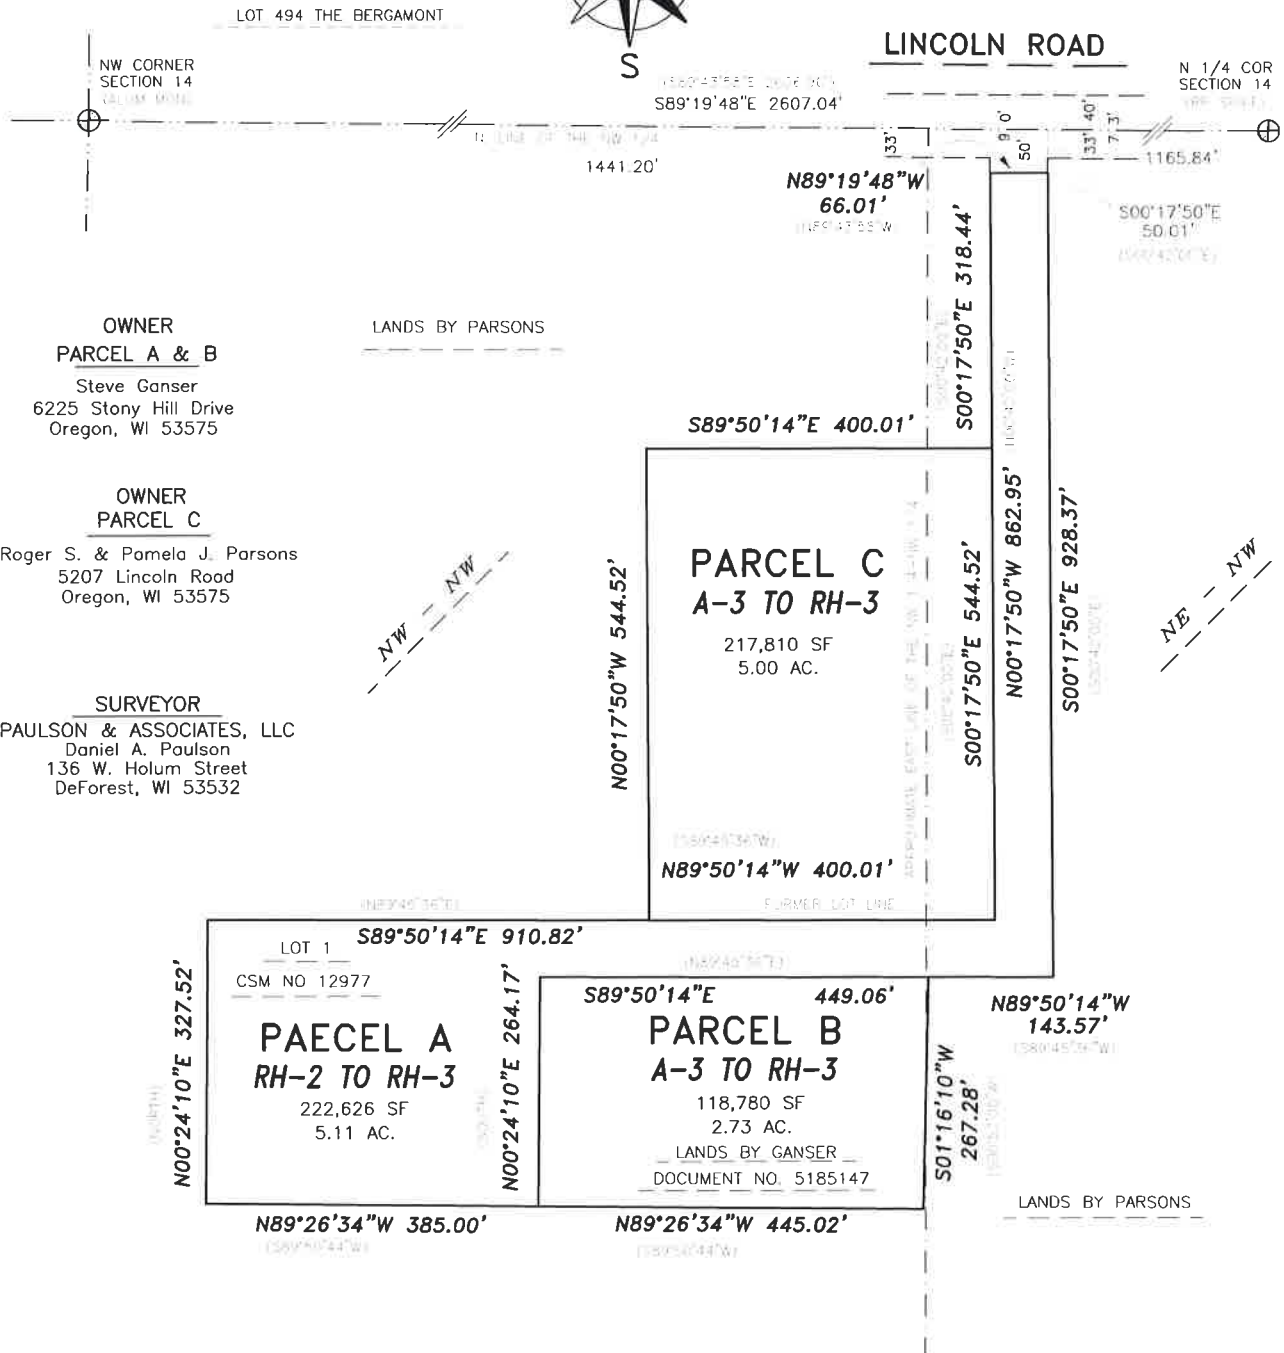 LOT 494 THE BERGAMONT
S
LINCOLN ROAD
NW CORNER
SECTION 14
N 1/4 COR
SECTION 14
S89°19'48"E 2607.04'
1441.20'
33'
9.0'
50'
33'
40'
7.3'
1165.84'
N89°19'48"W
66.01'
S00°17'50"E
50.01'
S00°17'50"E 318.44'
OWNER
PARCEL A & B
Steve Ganser
6225 Stony Hill Drive
Oregon, WI 53575
LANDS BY PARSONS
S89°50'14"E 400.01'
OWNER
PARCEL C
Roger S. & Pamela J. Parsons
5207 Lincoln Road
Oregon, WI 53575
NW - NW
N00°17'50"W 544.52'
PARCEL C
A-3 TO RH-3
217,810 SF
5.00 AC.
S00°17'50"E 544.52'
N00°17'50"W 862.95'
S00°17'50"E 928.37'
NE - NW
SURVEYOR
PAULSON & ASSOCIATES, LLC
Daniel A. Paulson
136 W. Holum Street
DeForest, WI 53532
N89°50'14"W 400.01'
FORMER LOT LINE
S89°50'14"E 910.82'
LOT 1
CSM NO 12977
N00°24'10"E 327.52'
PAECEL A
RH-2 TO RH-3
222,626 SF
5.11 AC.
N00°24'10"E 264.17'
S89°50'14"E 449.06'
PARCEL B
A-3 TO RH-3
118,780 SF
2.73 AC.
LANDS BY GANSER
DOCUMENT NO. 5185147
N89°50'14"W
143.57'
S01°16'10"W
267.28'
LANDS BY PARSONS
N89°26'34"W 385.00'
N89°26'34"W 445.02'